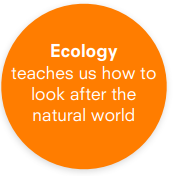 Ecology
teaches us how to
look after the
natural world